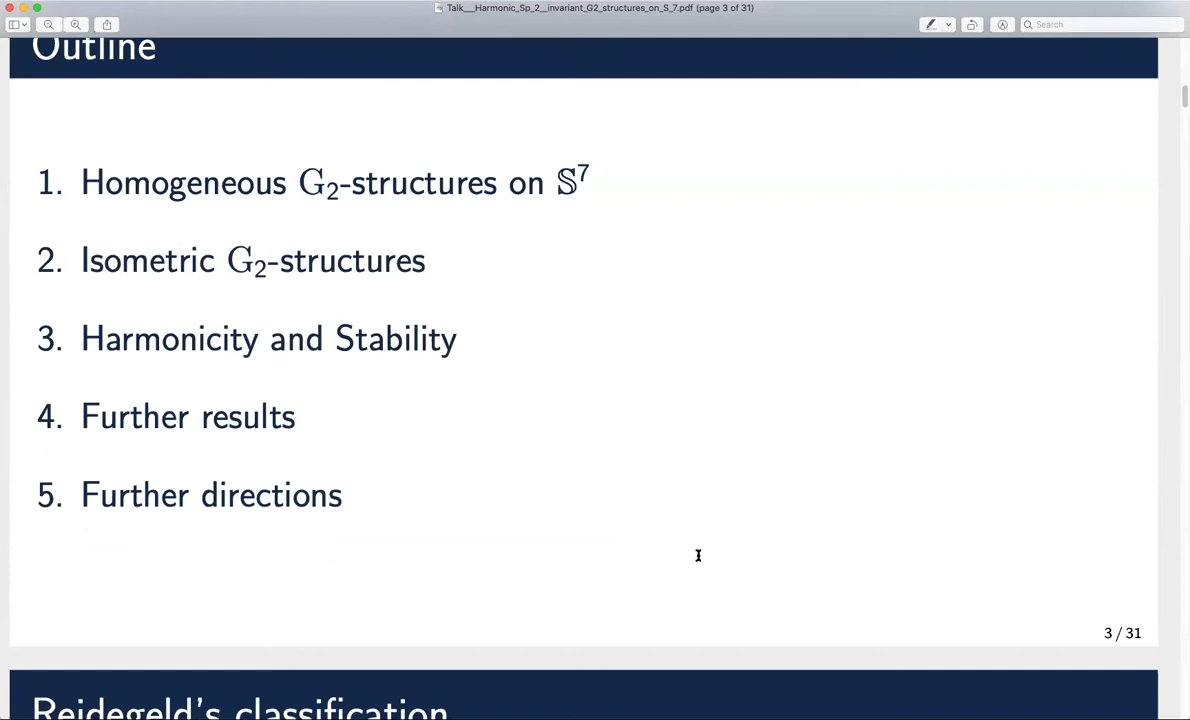 Talk__Harmonic_Sp_2__invariant_G2_structures_on_S_7.pdf (page 3 of 31)
Search
Outline
1. Homogeneous G₂-structures on 𝕊⁷
2. Isometric G₂-structures
3. Harmonicity and Stability
4. Further results
5. Further directions
3 / 31
Reidegeld's classification